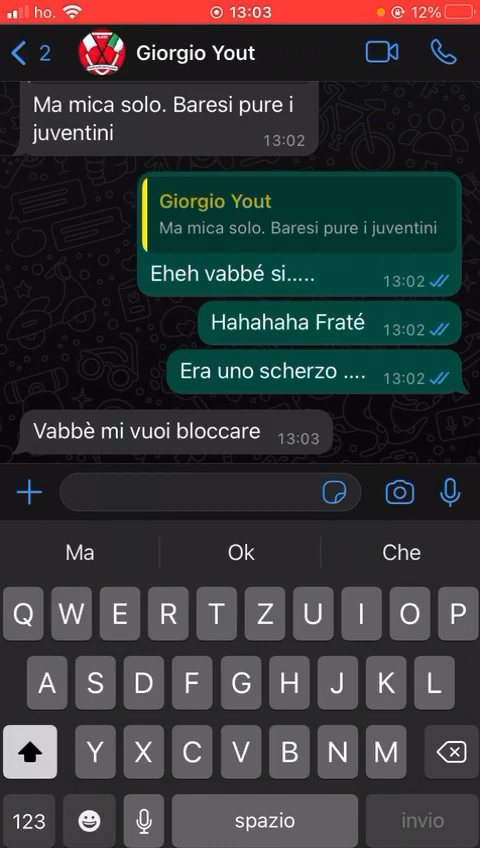 ho. 13:03 12%
2 Giorgio Yout
Ma mica solo. Baresi pure i
juventini 13:02
Giorgio Yout
Ma mica solo. Baresi pure i juventini
Eheh vabbé si..... 13:02
Hahahaha Fraté 13:02
Era uno scherzo .... 13:02
Vabbè mi vuoi bloccare 13:03
Ma Ok Che
Q W E R T Z U I O P
A S D F G H J K L
Y X C V B N M
123 spazio invio